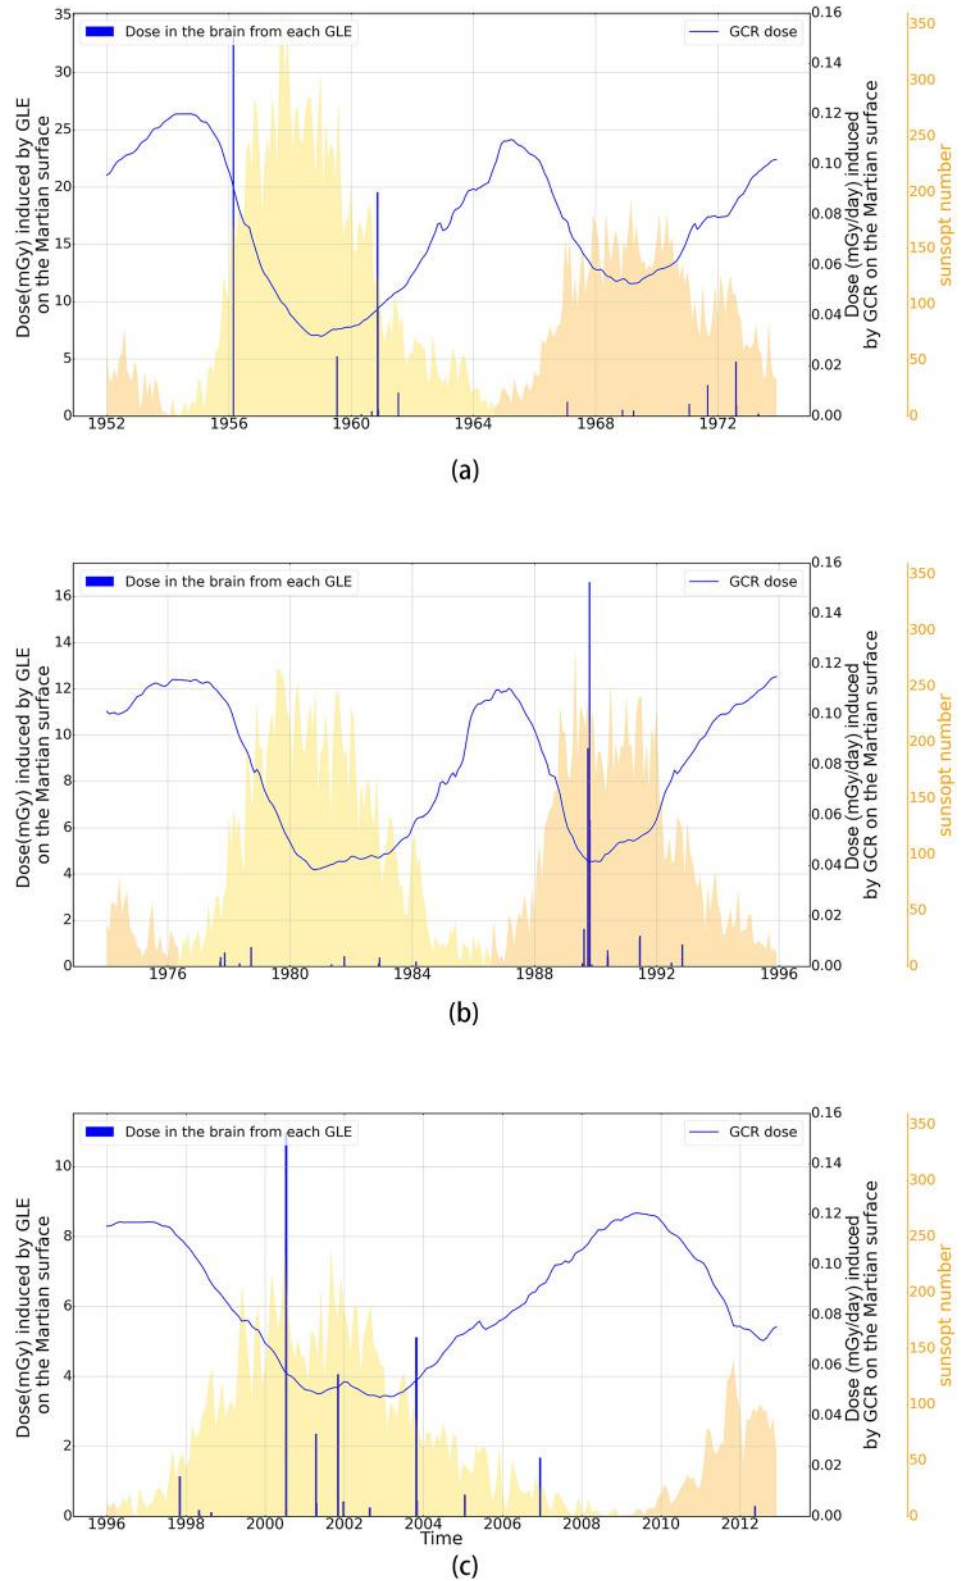 Dose in the brain from each GLE
GCR dose
Dose(mGy) induced by GLE
on the Martian surface
35
30
25
20
15
10
5
0
0.16
0.14
0.12
0.10
0.08
0.06
0.04
0.02
0.00
Dose (mGy/day) induced
by GCR on the Martian surface
350
300
250
200
150
100
50
0
sunsopt number
1952 1956 1960 1964 1968 1972
(a)
Dose in the brain from each GLE
GCR dose
Dose(mGy) induced by GLE
on the Martian surface
16
14
12
10
8
6
4
2
0
0.16
0.14
0.12
0.10
0.08
0.06
0.04
0.02
0.00
Dose (mGy/day) induced
by GCR on the Martian surface
350
300
250
200
150
100
50
0
sunsopt number
1976 1980 1984 1988 1992 1996
(b)
Dose in the brain from each GLE
GCR dose
Dose(mGy) induced by GLE
on the Martian surface
10
8
6
4
2
0
0.16
0.14
0.12
0.10
0.08
0.06
0.04
0.02
0.00
Dose (mGy/day) induced
by GCR on the Martian surface
350
300
250
200
150
100
50
0
sunsopt number
1996 1998 2000 2002 2004 2006 2008 2010 2012
Time
(c)